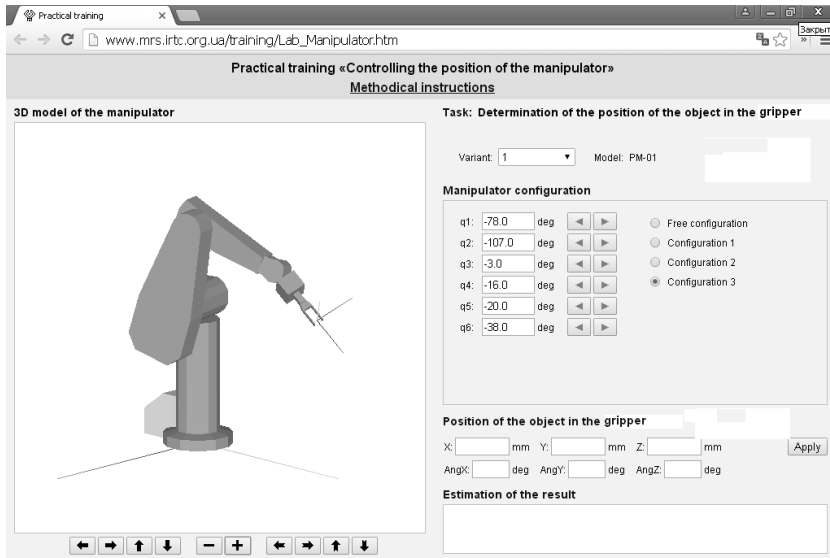 Practical training
Закрыт
www.mrs.irtc.org.ua/training/Lab_Manipulator.htm
Practical training «Controlling the position of the manipulator»
Methodical instructions
3D model of the manipulator
Task: Determination of the position of the object in the gripper
Variant: 1 Model: PM-01
Manipulator configuration
q1: -78.0 deg Free configuration
q2: -107.0 deg Configuration 1
q3: -3.0 deg Configuration 2
q4: -16.0 deg Configuration 3
q5: -20.0 deg
q6: -38.0 deg
Position of the object in the gripper
X: mm Y: mm Z: mm Apply
AngX: deg AngY: deg AngZ: deg
Estimation of the result